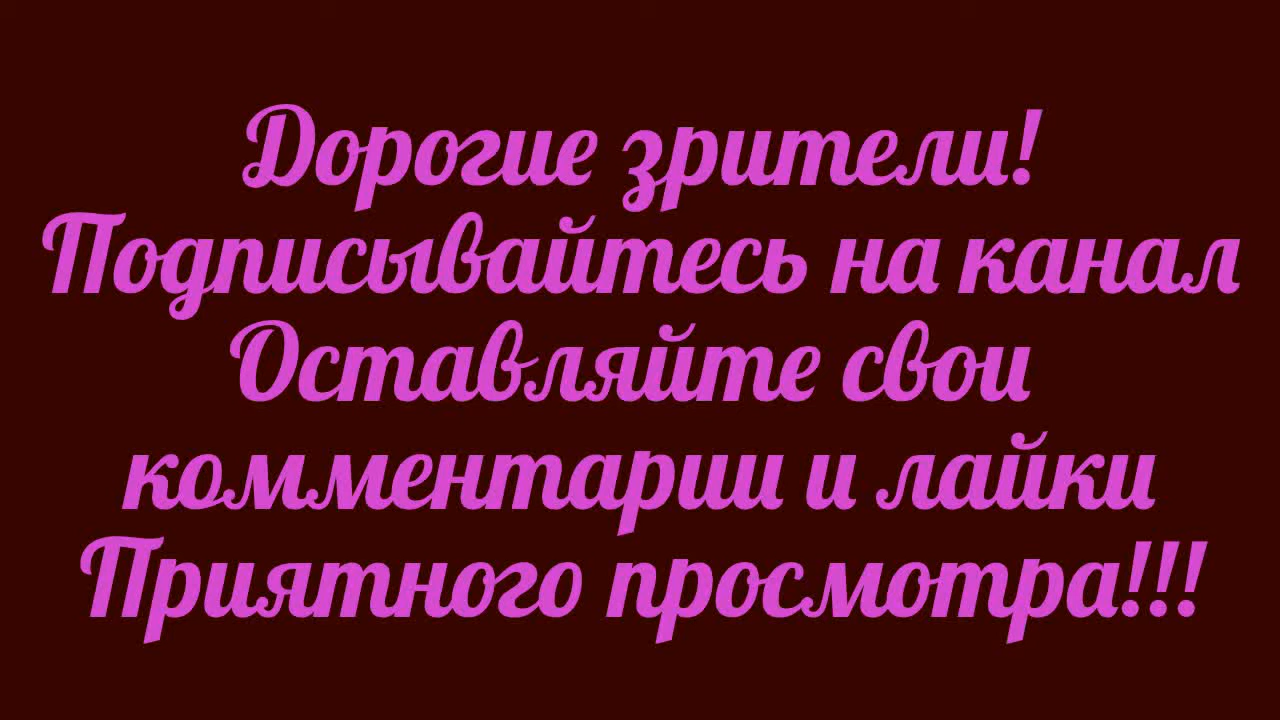 Дорогие зрители!
Подписывайтесь на канал
Оставляйте свои
комментарии и лайки
Приятного просмотра!!!